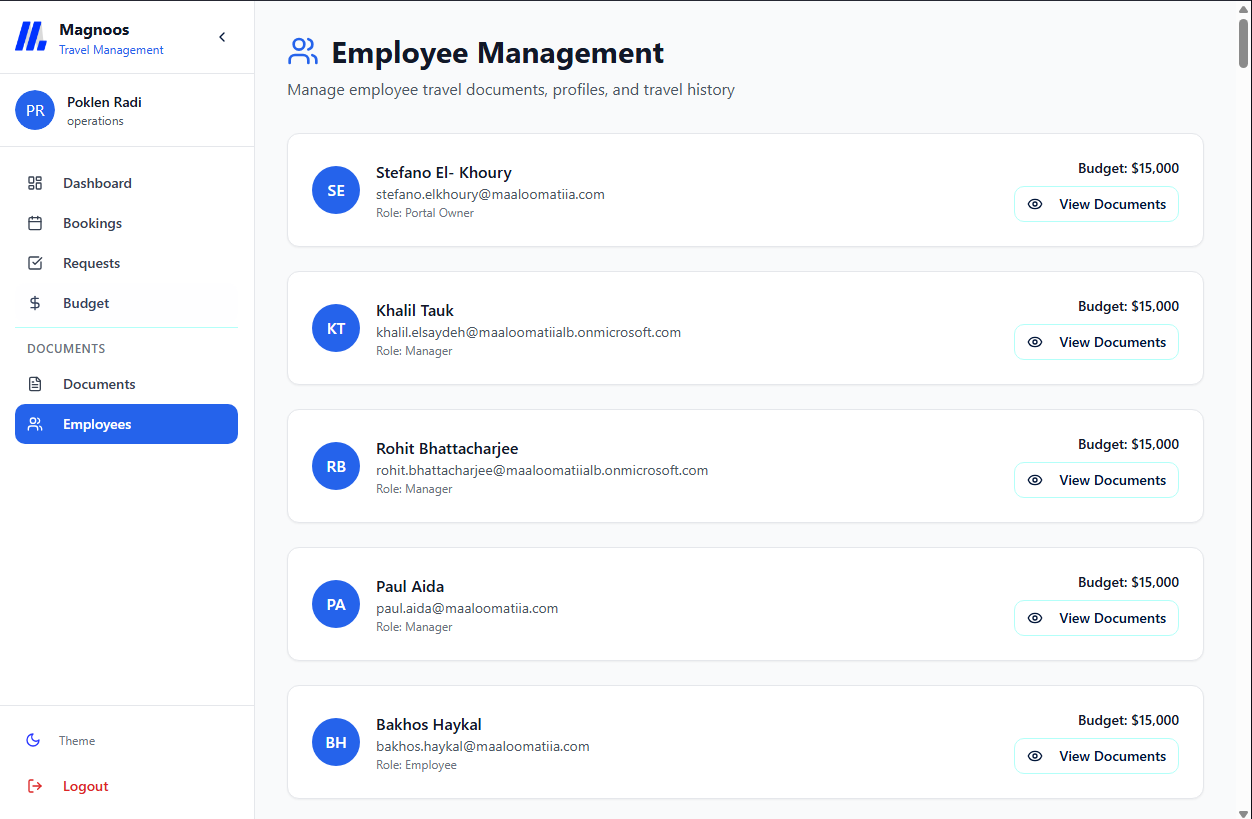 Magnoos
Travel Management
PR
Poklen Radi
operations
Dashboard
Bookings
Requests
Budget
DOCUMENTS
Documents
Employees
Theme
Logout
Employee Management
Manage employee travel documents, profiles, and travel history
SE
Stefano El- Khoury
stefano.elkhoury@maaloomatiia.com
Role: Portal Owner
Budget: $15,000
View Documents
KT
Khalil Tauk
khalil.elsaydeh@maaloomatiialb.onmicrosoft.com
Role: Manager
Budget: $15,000
View Documents
RB
Rohit Bhattacharjee
rohit.bhattacharjee@maaloomatiialb.onmicrosoft.com
Role: Manager
Budget: $15,000
View Documents
PA
Paul Aida
paul.aida@maaloomatiia.com
Role: Manager
Budget: $15,000
View Documents
BH
Bakhos Haykal
bakhos.haykal@maaloomatiia.com
Role: Employee
Budget: $15,000
View Documents